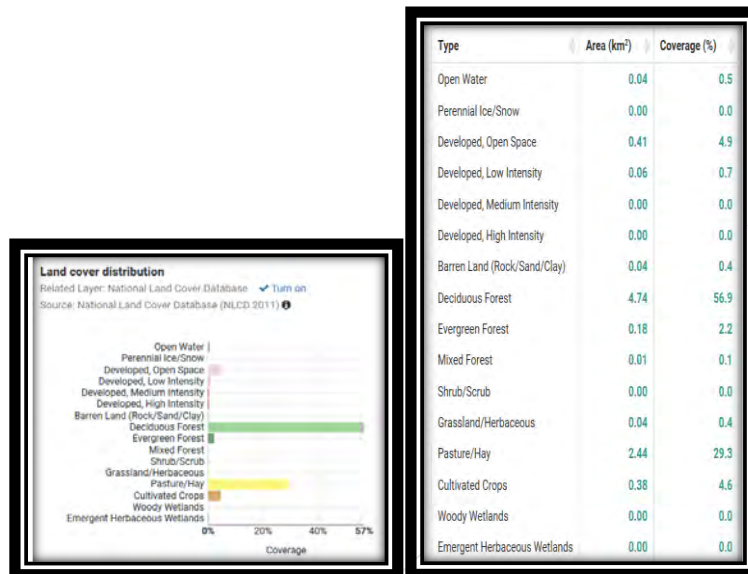 Land cover distribution
Related Layer: National Land Cover Database ✔ Turn on
Source: National Land Cover Database (NLCD 2011)
Open Water
Perennial Ice/Snow
Developed, Open Space
Developed, Low Intensity
Developed, Medium Intensity
Developed, High Intensity
Barren Land (Rock/Sand/Clay)
Deciduous Forest
Evergreen Forest
Mixed Forest
Shrub/Scrub
Grassland/Herbaceous
Pasture/Hay
Cultivated Crops
Woody Wetlands
Emergent Herbaceous Wetlands
0% 20% 40% 57%
Coverage
Type Area (km²) Coverage (%)
Open Water 0.04 0.5
Perennial Ice/Snow 0.00 0.0
Developed, Open Space 0.41 4.9
Developed, Low Intensity 0.06 0.7
Developed, Medium Intensity 0.00 0.0
Developed, High Intensity 0.00 0.0
Barren Land (Rock/Sand/Clay) 0.04 0.4
Deciduous Forest 4.74 56.9
Evergreen Forest 0.18 2.2
Mixed Forest 0.01 0.1
Shrub/Scrub 0.00 0.0
Grassland/Herbaceous 0.04 0.4
Pasture/Hay 2.44 29.3
Cultivated Crops 0.38 4.6
Woody Wetlands 0.00 0.0
Emergent Herbaceous Wetlands 0.00 0.0